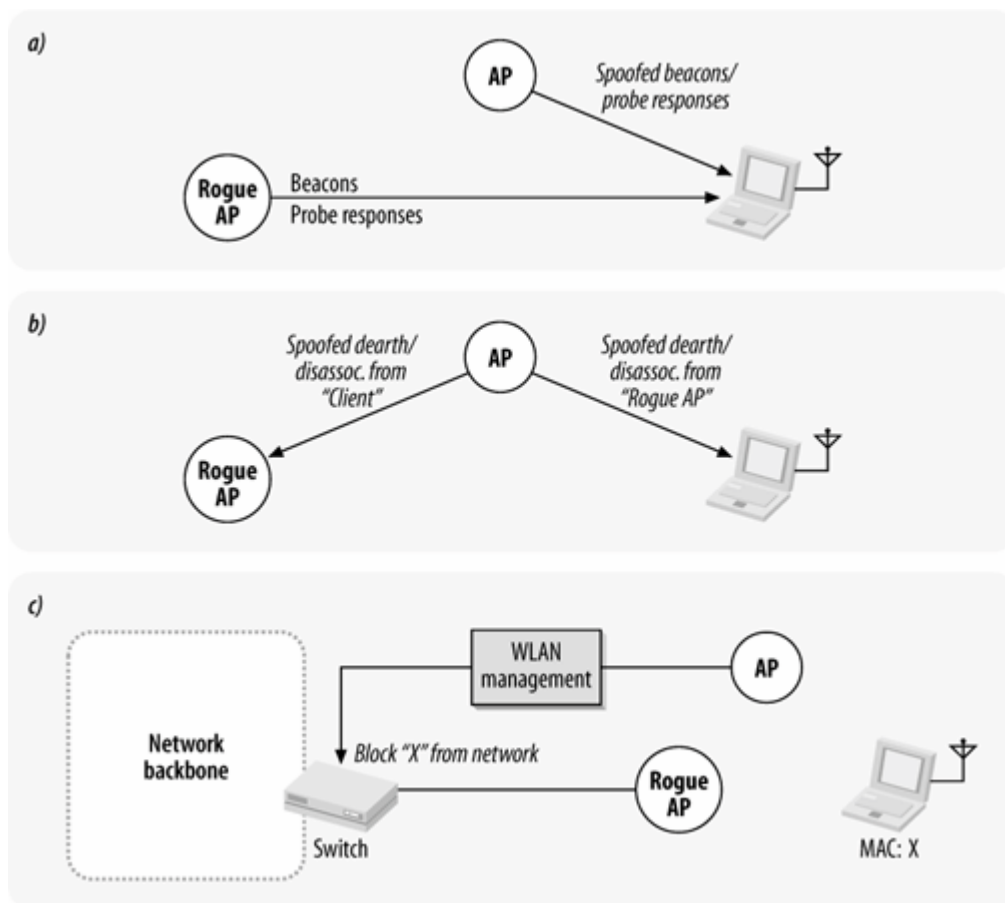 a)
AP
Spoofed beacons/
probe responses
Rogue
AP
Beacons
Probe responses
b)
Spoofed dearth/
disassoc. from
"Client"
AP
Spoofed dearth/
disassoc. from
"Rogue AP"
Rogue
AP
c)
WLAN
management
AP
Network
backbone
Block "X" from network
Rogue
AP
Switch
MAC: X